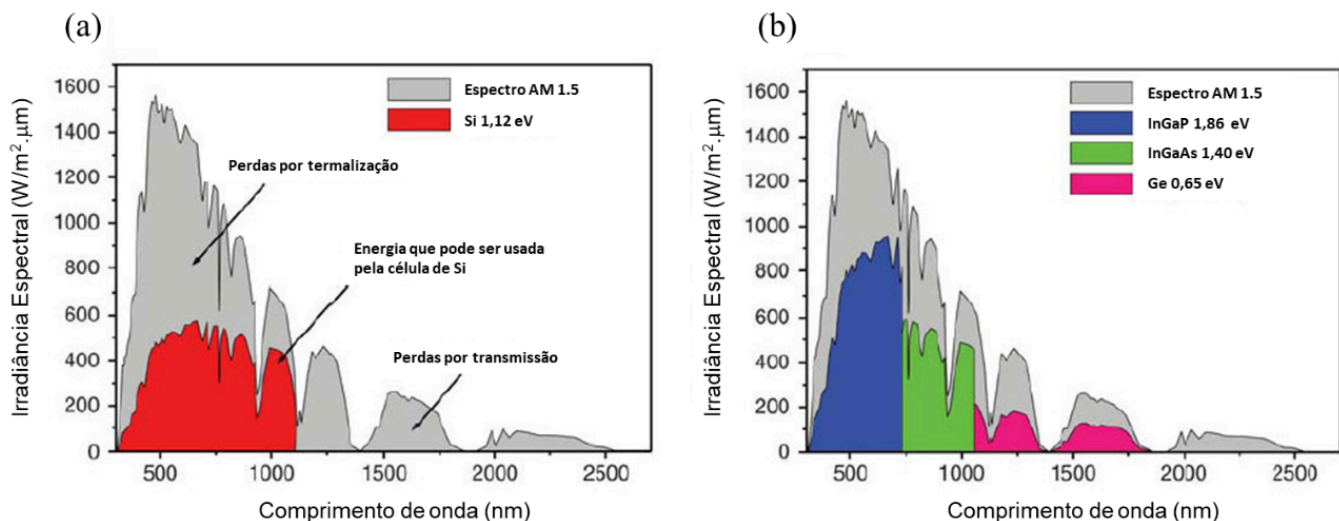 (a)
Irradiância Espectral (W/m².μm)
1600
1400
1200
1000
800
600
400
200
0
Espectro AM 1.5
Si 1,12 eV
Perdas por termalização
Energia que pode ser usada
pela célula de Si
Perdas por transmissão
500
1000
1500
2000
2500
Comprimento de onda (nm)
(b)
Irradiância Espectral (W/m².μm)
1600
1400
1200
1000
800
600
400
200
0
Espectro AM 1.5
InGaP 1,86 eV
InGaAs 1,40 eV
Ge 0,65 eV
500
1000
1500
2000
2500
Comprimento de onda (nm)